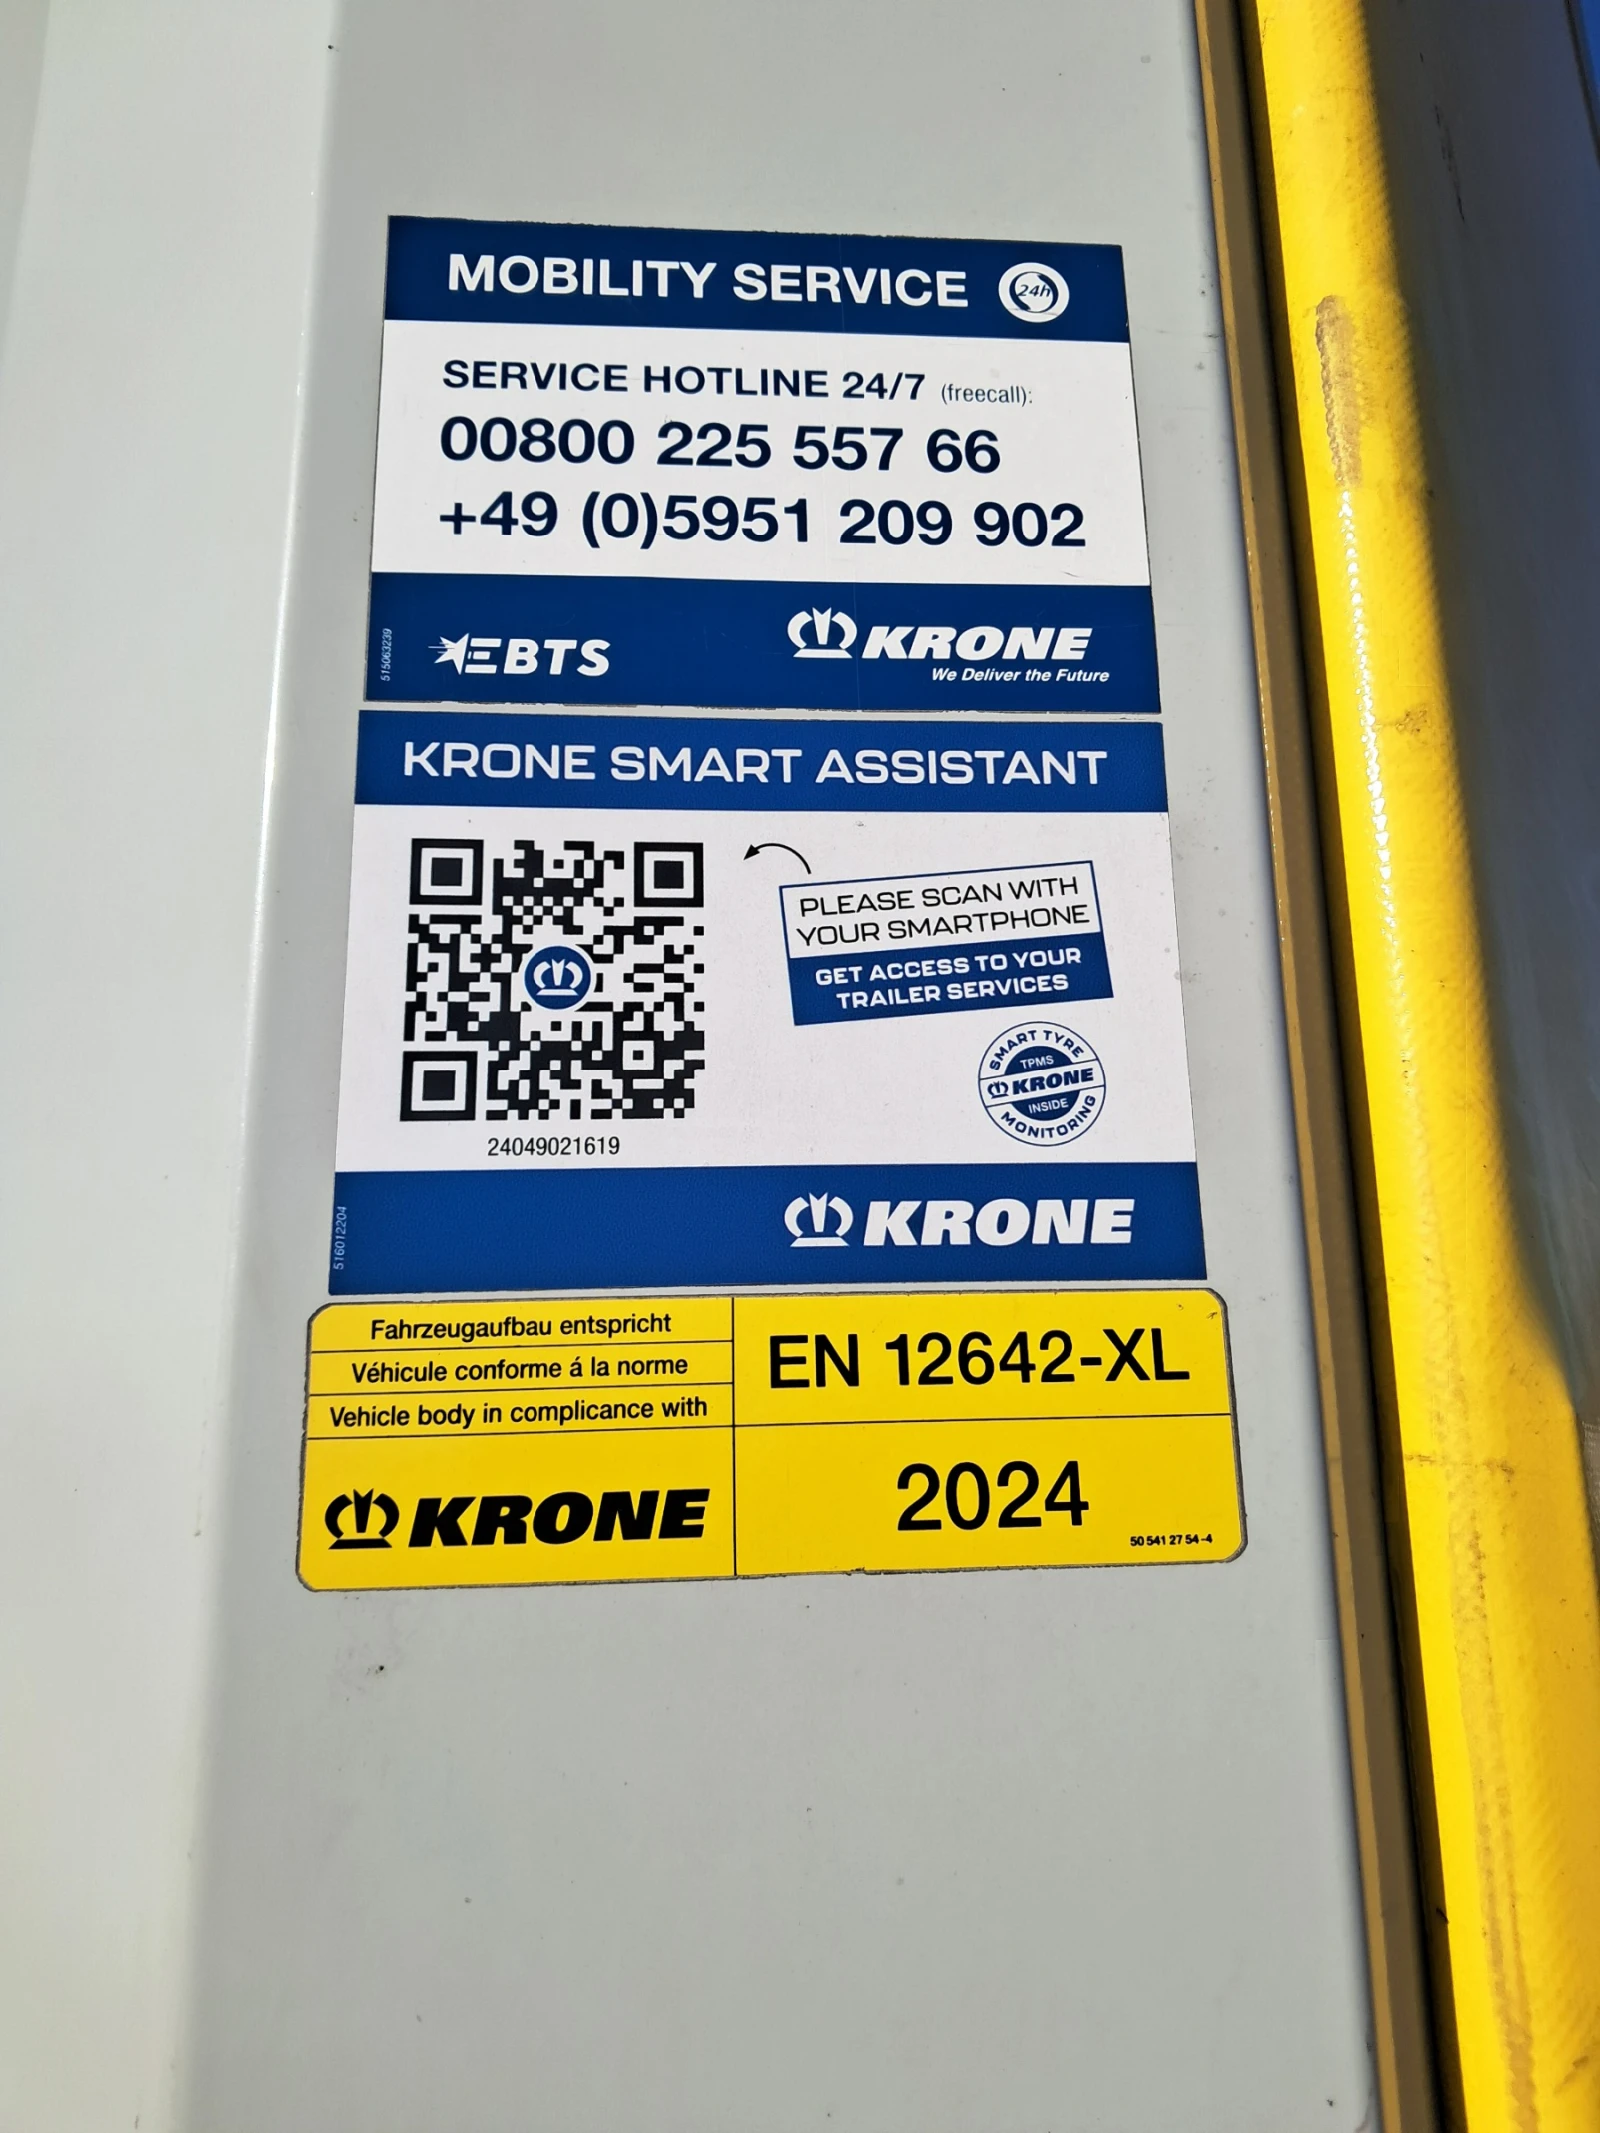 MOBILITY SERVICE 24h
SERVICE HOTLINE 24/7 (freecall):
00800 225 557 66
+49 (0)5951 209 902
515063239
EBTS
KRONE
We Deliver the Future
KRONE SMART ASSISTANT
PLEASE SCAN WITH
YOUR SMARTPHONE
GET ACCESS TO YOUR
TRAILER SERVICES
SMART TYRE
TPMS
KRONE
INSIDE
MONITORING
24049021619
516012204
KRONE
Fahrzeugaufbau entspricht
Véhicule conforme á la norme
Vehicle body in complicance with
KRONE
EN 12642-XL
2024
50 541 27 54-4